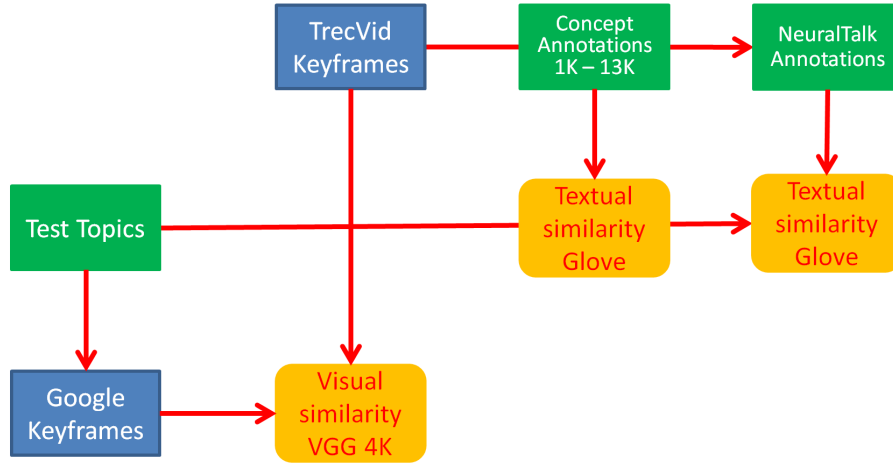 TrecVid
Keyframes
Concept
Annotations
1K – 13K
NeuralTalk
Annotations
Test Topics
Textual
similarity
Glove
Textual
similarity
Glove
Google
Keyframes
Visual
similarity
VGG 4K